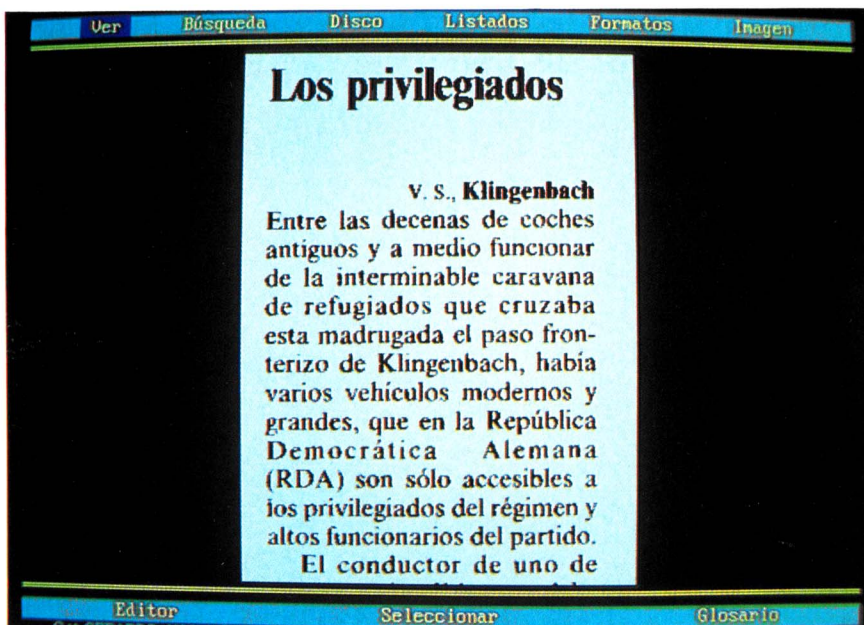 Ver Búsqueda Disco Listados Formatos Imagen
Los privilegiados
V. S., Klingenbach
Entre las decenas de coches
antiguos y a medio funcionar
de la interminable caravana
de refugiados que cruzaba
esta madrugada el paso fron-
terizo de Klingenbach, había
varios vehículos modernos y
grandes, que en la República
Democrática Alemana
(RDA) son sólo accesibles a
los privilegiados del régimen y
altos funcionarios del partido.
El conductor de uno de
Editor Seleccionar Glosario